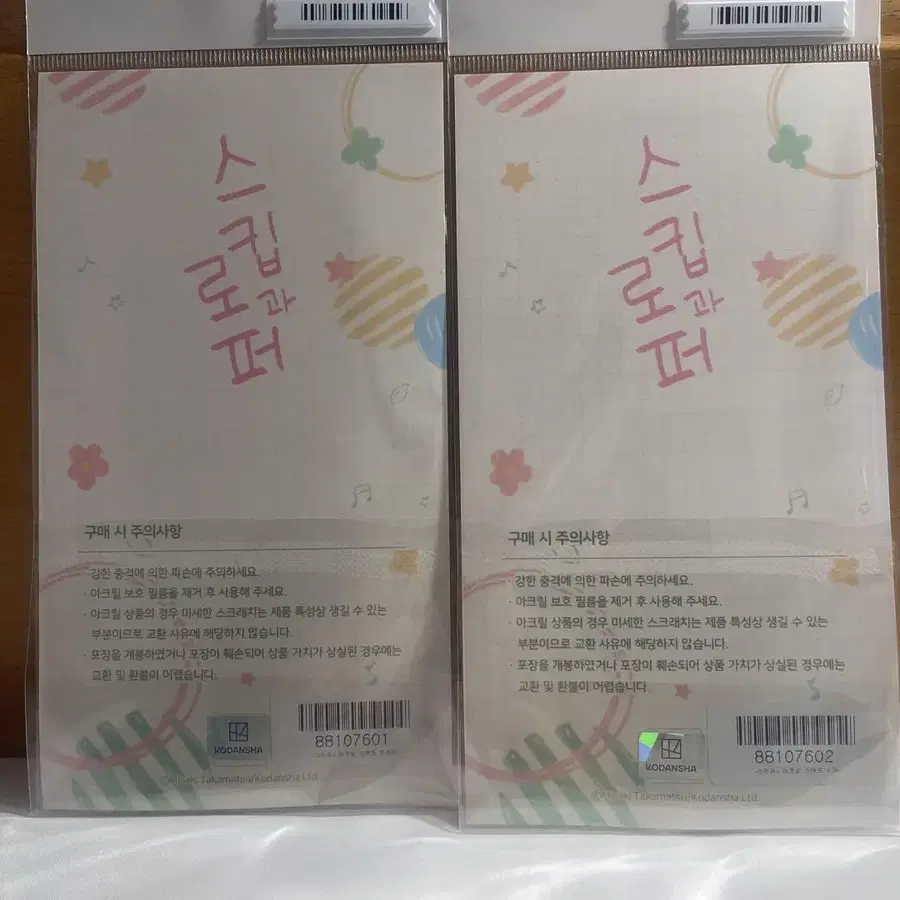 스
킵
로 과
퍼
구매 시 주의사항
· 강한 충격에 의한 파손에 주의하세요.
· 아크릴 보호 필름을 제거 후 사용해 주세요.
· 아크릴 상품의 경우 미세한 스크래치는 제품 특성상 생길 수 있는
부분이므로 교환 사유에 해당하지 않습니다.
· 포장을 개봉하였거나 포장이 훼손되어 상품 가치가 상실된 경우에는
교환 및 환불이 어렵습니다.
KODANSHA
88107601
©Misaki Takamatsu/Kodansha Ltd.
스
킵
로 과
퍼
구매 시 주의사항
· 강한 충격에 의한 파손에 주의하세요.
· 아크릴 보호 필름을 제거 후 사용해 주세요.
· 아크릴 상품의 경우 미세한 스크래치는 제품 특성상 생길 수 있는
부분이므로 교환 사유에 해당하지 않습니다.
· 포장을 개봉하였거나 포장이 훼손되어 상품 가치가 상실된 경우에는
교환 및 환불이 어렵습니다.
KODANSHA
88107602
©Misaki Takamatsu/Kodansha Ltd.